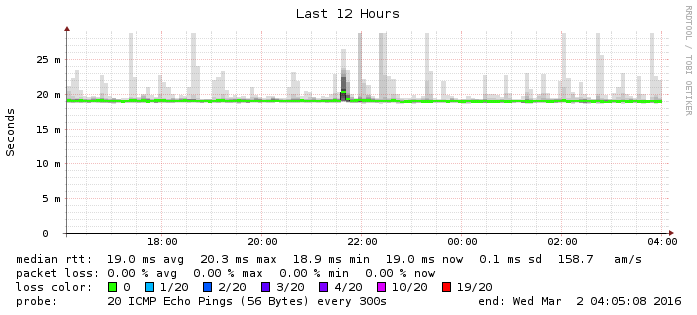 Last 12 Hours
RRDTOOL / TOBI OETIKER
Seconds
25 m
20 m
15 m
10 m
5 m
0
18:00 20:00 22:00 00:00 02:00 04:00
median rtt: 19.0 ms avg 20.3 ms max 18.9 ms min 19.0 ms now 0.1 ms sd 158.7 am/s
packet loss: 0.00 % avg 0.00 % max 0.00 % min 0.00 % now
loss color: 0 1/20 2/20 3/20 4/20 10/20 19/20
probe: 20 ICMP Echo Pings (56 Bytes) every 300s end: Wed Mar 2 04:05:08 2016